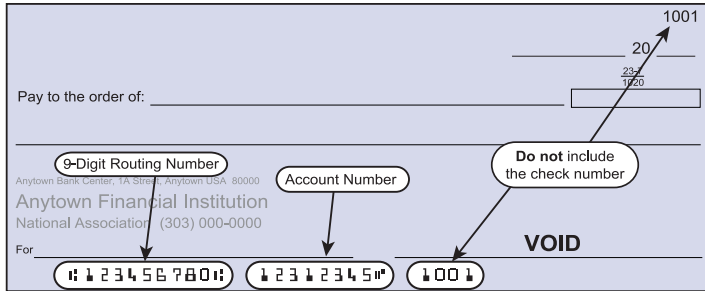 1001
20
23-7
1020
Pay to the order of:
9-Digit Routing Number
Do not include
the check number
Account Number
Anytown Bank Center, 1A Street, Anytown USA 80000
Anytown Financial Institution
National Association (303) 000-0000
For
VOID
⑆123456780⑆ 12312345⑈ 1001